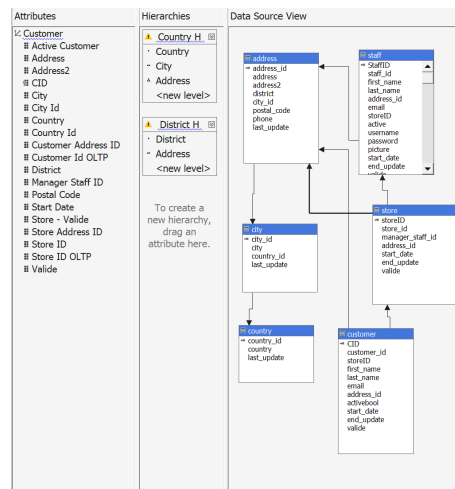 Attributes
Customer
Active Customer
Address
Address2
CID
City
City Id
Country
Country Id
Customer Address ID
Customer Id OLTP
District
Manager Staff ID
Postal Code
Start Date
Store - Valide
Store Address ID
Store ID
Store ID OLTP
Valide
Hierarchies
Country H
Country
City
Address
<new level>
District H
District
Address
<new level>
To create a
new hierarchy,
drag an
attribute here.
Data Source View
address
address_id
address
address2
district
city_id
postal_code
phone
last_update
staff
StaffID
staff_id
first_name
last_name
address_id
email
storeID
active
username
password
picture
start_date
end_update
valide
city
city_id
city
country_id
last_update
store
storeID
store_id
manager_staff_id
address_id
start_date
end_update
valide
country
country_id
country
last_update
customer
CID
customer_id
storeID
first_name
last_name
email
address_id
activebool
start_date
end_update
valide